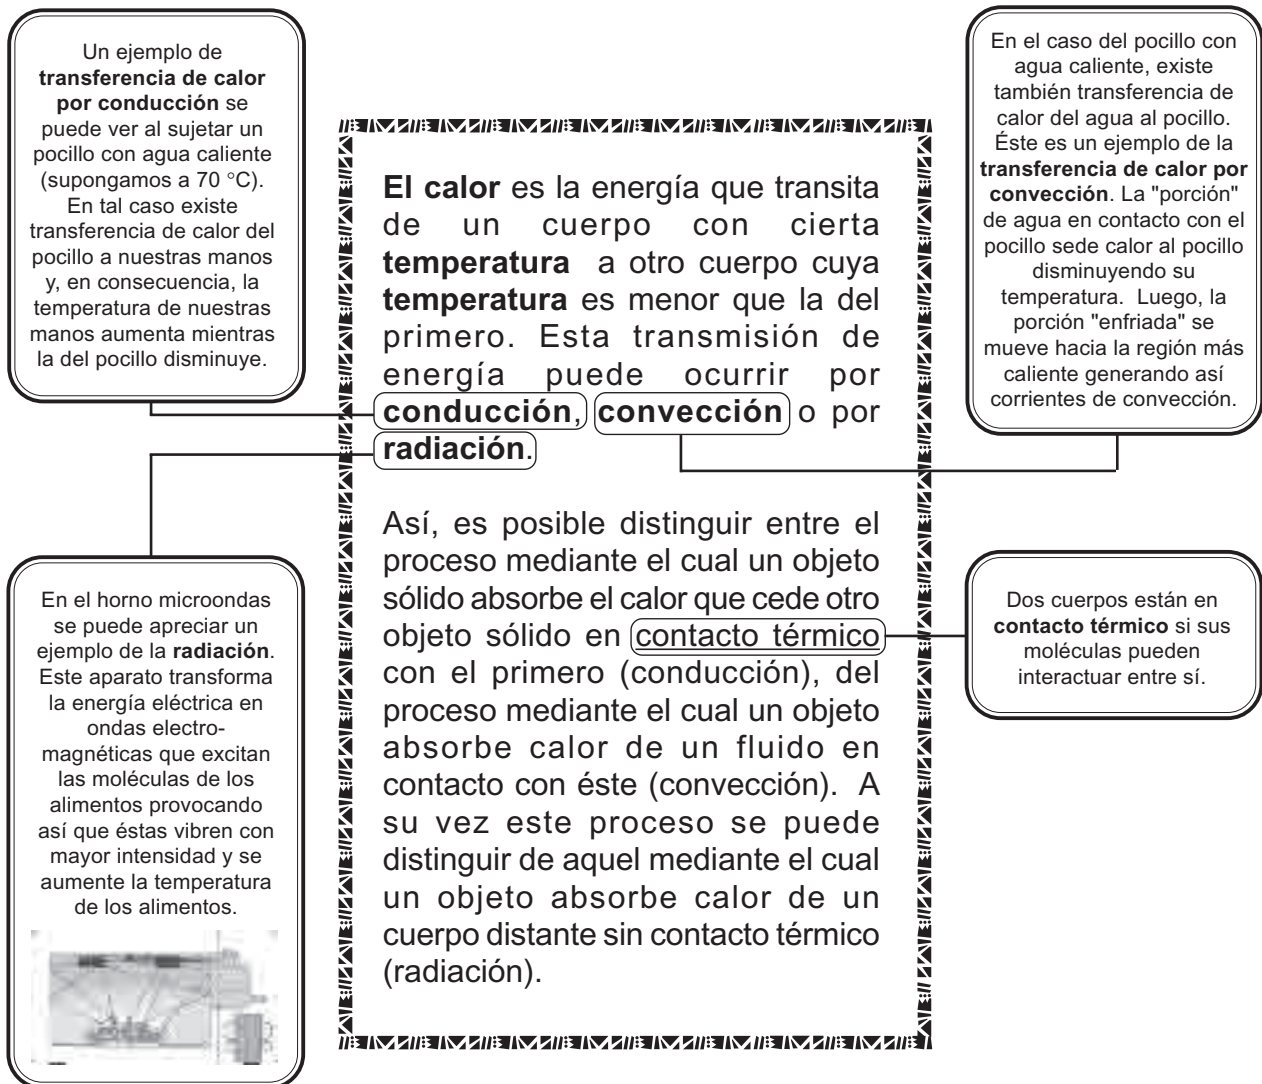 Un ejemplo de
transferencia de calor
por conducción se
puede ver al sujetar un
pocillo con agua caliente
(supongamos a 70 °C).
En tal caso existe
transferencia de calor del
pocillo a nuestras manos
y, en consecuencia, la
temperatura de nuestras
manos aumenta mientras
la del pocillo disminuye.
El calor es la energía que transita
de un cuerpo con cierta
temperatura a otro cuerpo cuya
temperatura es menor que la del
primero. Esta transmisión de
energía puede ocurrir por
conducción, convección o por
radiación.
Así, es posible distinguir entre el
proceso mediante el cual un objeto
sólido absorbe el calor que cede otro
objeto sólido en contacto térmico
con el primero (conducción), del
proceso mediante el cual un objeto
absorbe calor de un fluido en
contacto con éste (convección). A
su vez este proceso se puede
distinguir de aquel mediante el cual
un objeto absorbe calor de un
cuerpo distante sin contacto térmico
(radiación).
En el caso del pocillo con
agua caliente, existe
también transferencia de
calor del agua al pocillo.
Éste es un ejemplo de la
transferencia de calor por
convección. La "porción"
de agua en contacto con el
pocillo sede calor al pocillo
disminuyendo su
temperatura. Luego, la
porción "enfriada" se
mueve hacia la región más
caliente generando así
corrientes de convección.
En el horno microondas
se puede apreciar un
ejemplo de la radiación.
Este aparato transforma
la energía eléctrica en
ondas electro-
magnéticas que excitan
las moléculas de los
alimentos provocando
así que éstas vibren con
mayor intensidad y se
aumente la temperatura
de los alimentos.
Dos cuerpos están en
contacto térmico si sus
moléculas pueden
interactuar entre sí.